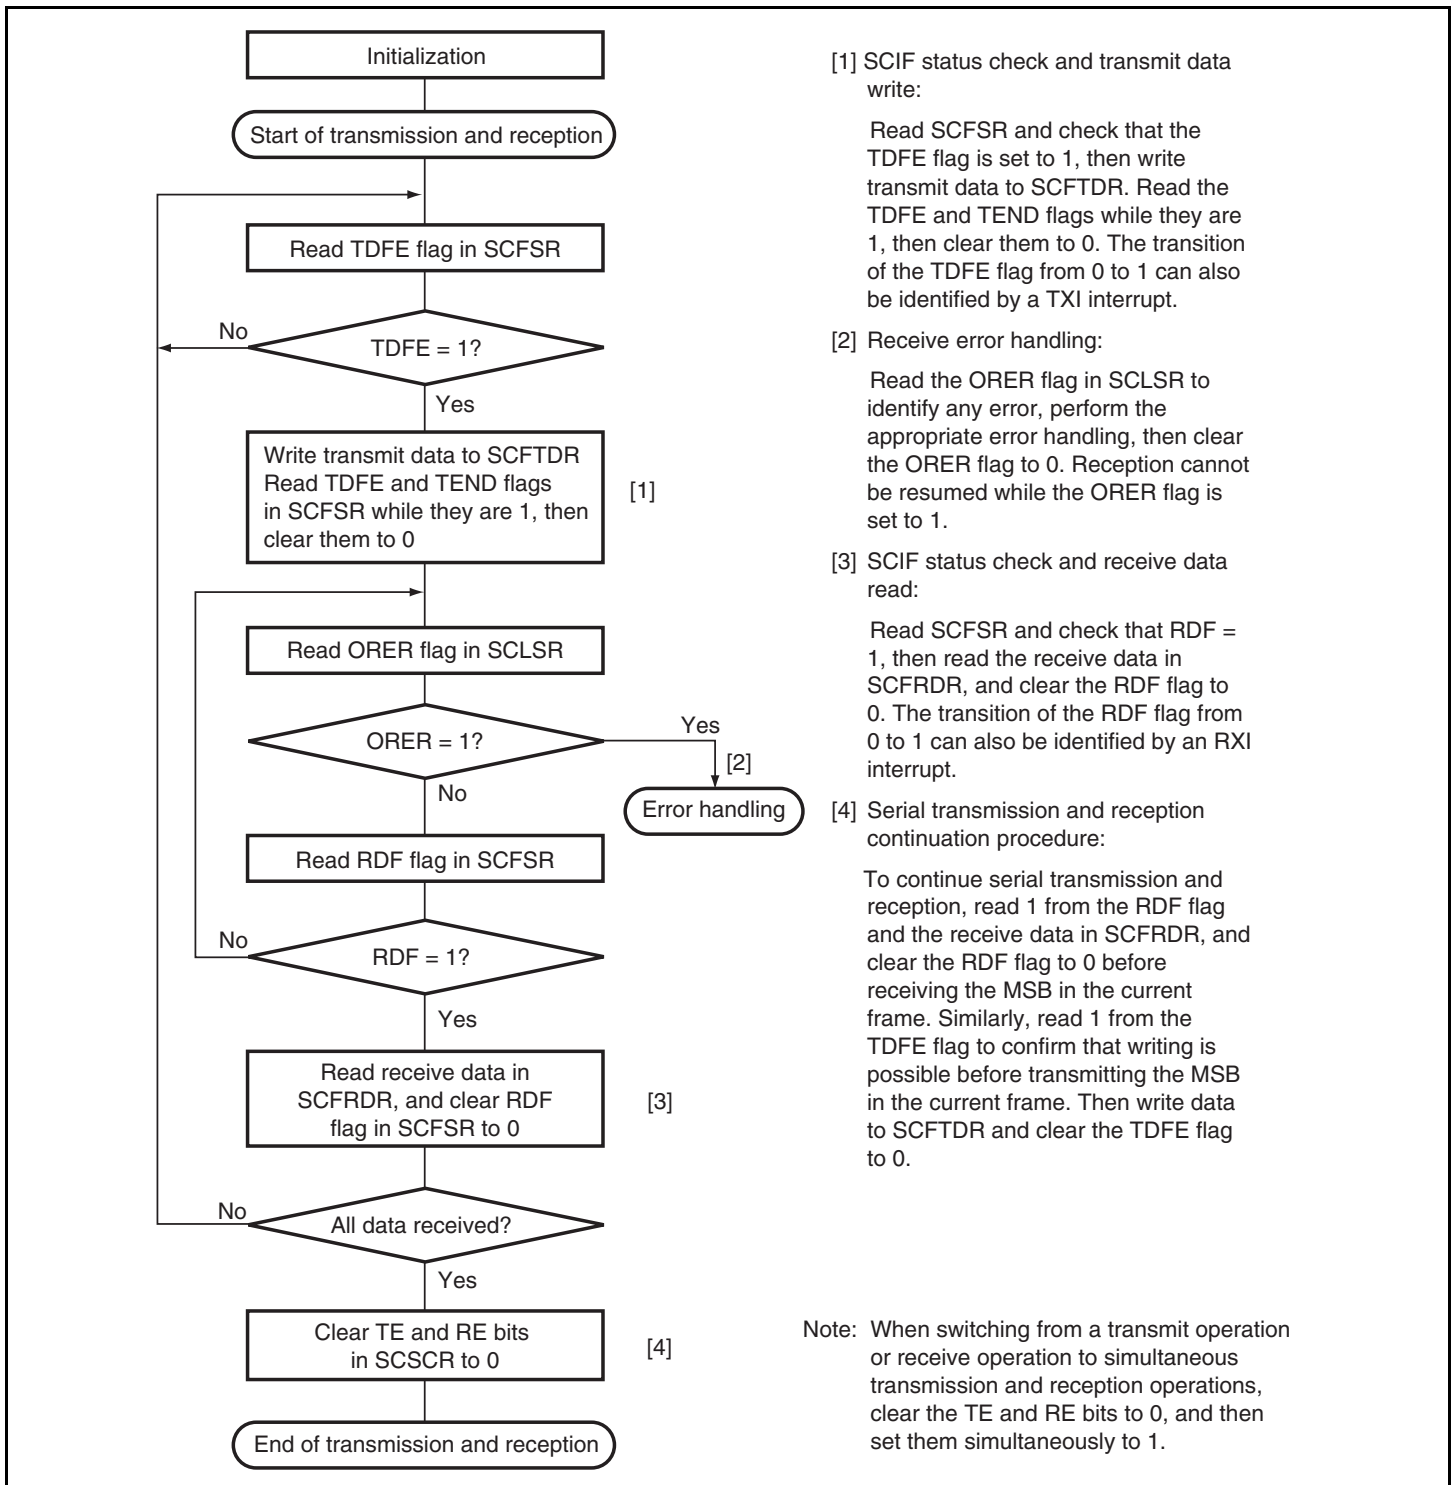 Initialization
Start of transmission and reception
Read TDFE flag in SCFSR
No
TDFE = 1?
Yes
Write transmit data to SCFTDR
Read TDFE and TEND flags
in SCFSR while they are 1, then
clear them to 0
[1]
Read ORER flag in SCLSR
ORER = 1?
Yes
[2]
No
Error handling
Read RDF flag in SCFSR
No
RDF = 1?
Yes
Read receive data in
SCFRDR, and clear RDF
flag in SCFSR to 0
[3]
No
All data received?
Yes
Clear TE and RE bits
in SCSCR to 0
[4]
End of transmission and reception
[1] SCIF status check and transmit data
write:
Read SCFSR and check that the
TDFE flag is set to 1, then write
transmit data to SCFTDR. Read the
TDFE and TEND flags while they are
1, then clear them to 0. The transition
of the TDFE flag from 0 to 1 can also
be identified by a TXI interrupt.
[2] Receive error handling:
Read the ORER flag in SCLSR to
identify any error, perform the
appropriate error handling, then clear
the ORER flag to 0. Reception cannot
be resumed while the ORER flag is
set to 1.
[3] SCIF status check and receive data
read:
Read SCFSR and check that RDF =
1, then read the receive data in
SCFRDR, and clear the RDF flag to
0. The transition of the RDF flag from
0 to 1 can also be identified by an RXI
interrupt.
[4] Serial transmission and reception
continuation procedure:
To continue serial transmission and
reception, read 1 from the RDF flag
and the receive data in SCFRDR, and
clear the RDF flag to 0 before
receiving the MSB in the current
frame. Similarly, read 1 from the
TDFE flag to confirm that writing is
possible before transmitting the MSB
in the current frame. Then write data
to SCFTDR and clear the TDFE flag
to 0.
Note: When switching from a transmit operation
or receive operation to simultaneous
transmission and reception operations,
clear the TE and RE bits to 0, and then
set them simultaneously to 1.